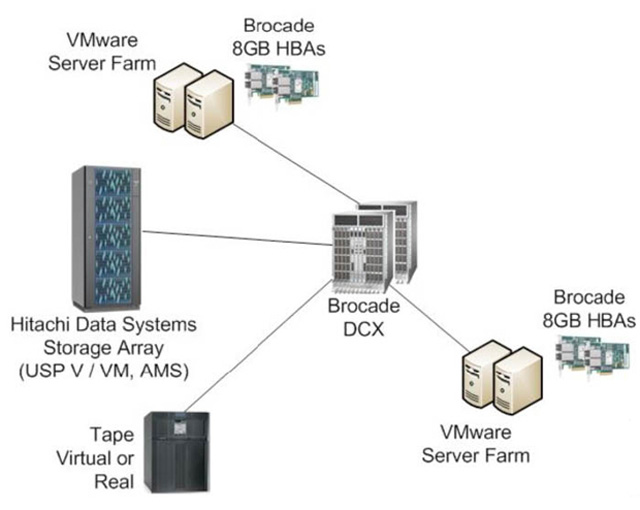 VMware
Server Farm
Brocade
8GB HBAs
Hitachi Data Systems
Storage Array
(USP V / VM, AMS)
Brocade
DCX
Brocade
8GB HBAs
VMware
Server Farm
Tape
Virtual or
Real